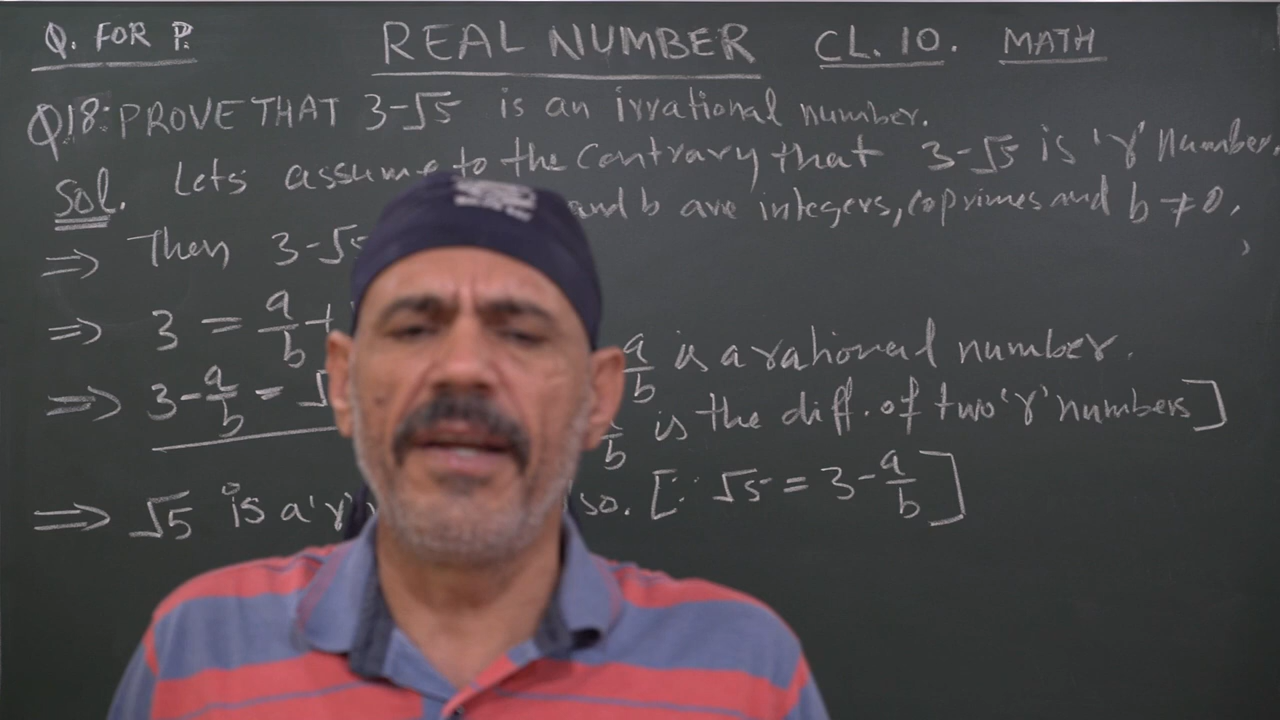 Q. FOR P. REAL NUMBER CL. 10. MATH
Q18: PROVE THAT 3-√5 is an irrational number.
Sol. Lets assume to the Contrary that 3-√5 is 'r' Number.
⇒ Then 3-√5 and b are integers, coprimes and b ≠ 0,
⇒ 3 = a/b + a/b is a rational number.
⇒ 3 - a/b = √ a/b is the diff. of two 'r' numbers]
⇒ √5 is a 'r' so. [∵ √5 = 3 - a/b]